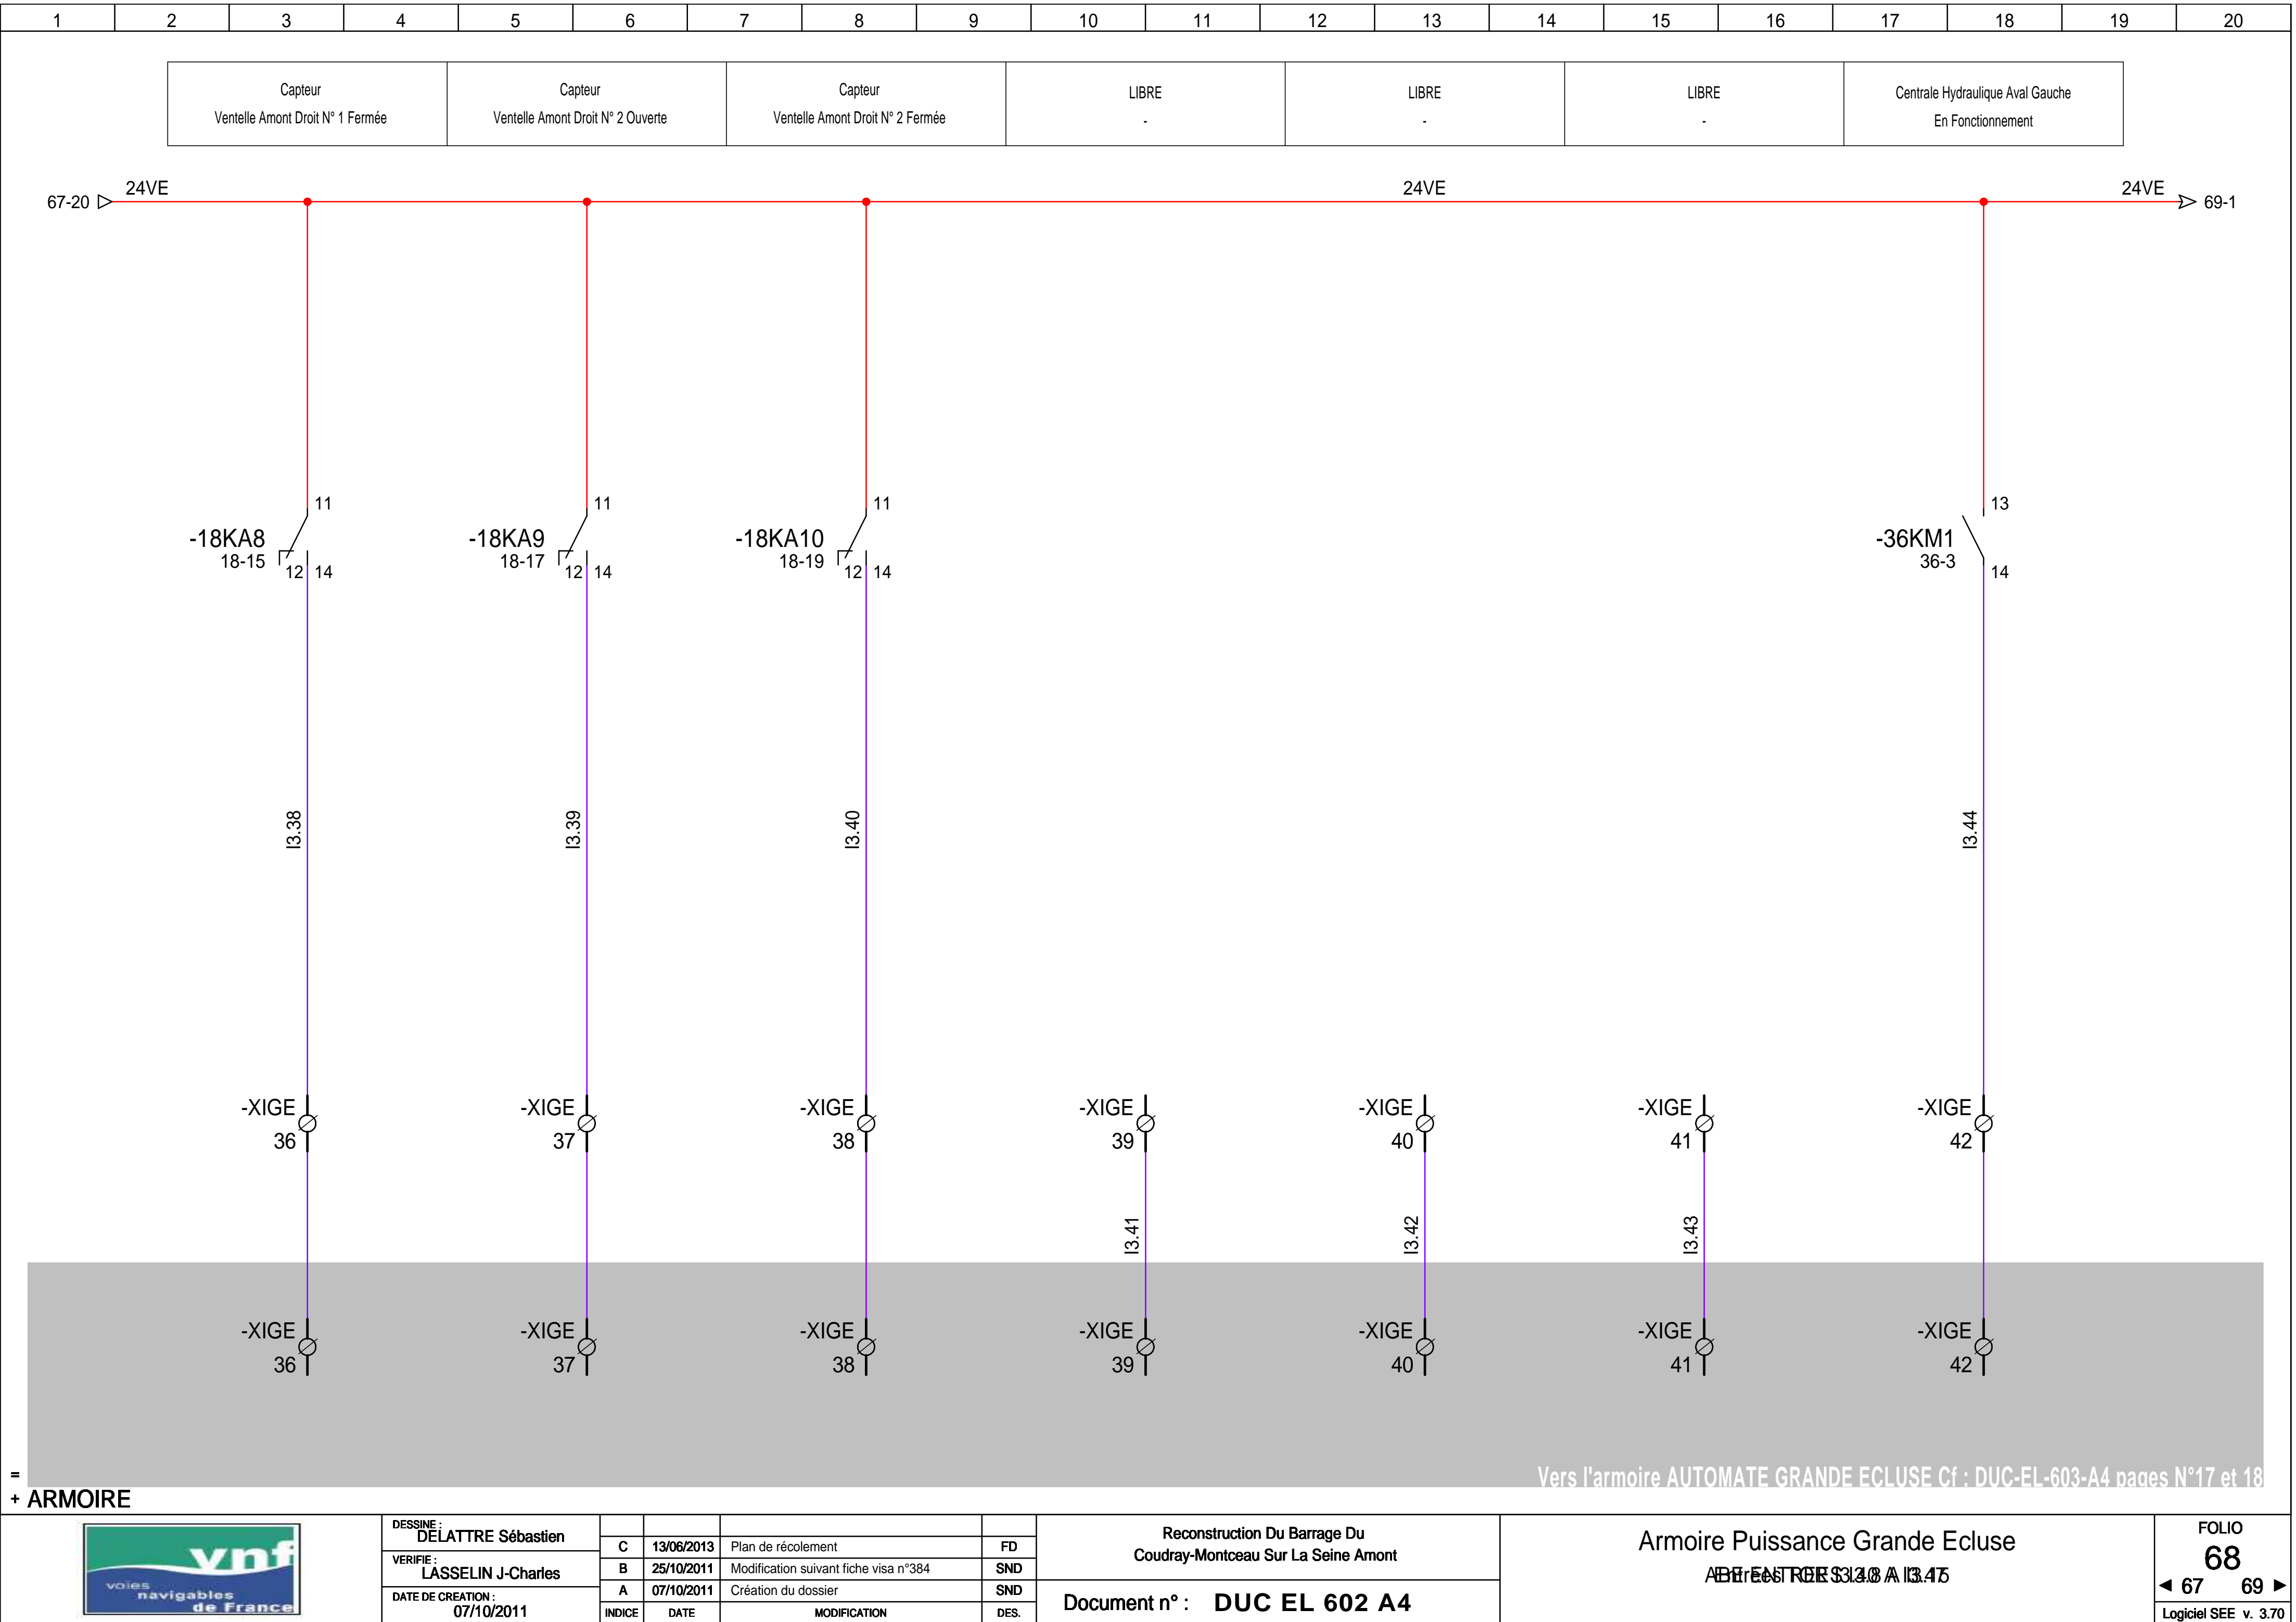 1 2 3 4 5 6 7 8 9 10 11 12 13 14 15 16 17 18 19 20
Capteur
Ventelle Amont Droit N° 1 Fermée
Capteur
Ventelle Amont Droit N° 2 Ouverte
Capteur
Ventelle Amont Droit N° 2 Fermée
LIBRE
-
LIBRE
-
LIBRE
-
Centrale Hydraulique Aval Gauche
En Fonctionnement
67-20 24VE 24VE 24VE 69-1
11 11 11 13
-18KA8 -18KA9 -18KA10 -36KM1
18-15 18-17 18-19 36-3
12 14 12 14 12 14 14
I3.38 I3.39 I3.40 I3.44
-XIGE -XIGE -XIGE -XIGE -XIGE -XIGE -XIGE
36 37 38 39 40 41 42
I3.41 I3.42 I3.43
-XIGE -XIGE -XIGE -XIGE -XIGE -XIGE -XIGE
36 37 38 39 40 41 42
Vers l'armoire AUTOMATE GRANDE ECLUSE Cf : DUC-EL-603-A4 pages N°17 et 18
=
+ ARMOIRE
vnf
voies
navigables
de France
DESSINE :
DELATTRE Sébastien
VERIFIE :
LASSELIN J-Charles
DATE DE CREATION :
07/10/2011
C 13/06/2013 Plan de récolement FD
B 25/10/2011 Modification suivant fiche visa n°384 SND
A 07/10/2011 Création du dossier SND
INDICE DATE MODIFICATION DES.
Reconstruction Du Barrage Du
Coudray-Montceau Sur La Seine Amont
Document n° : DUC EL 602 A4
Armoire Puissance Grande Ecluse
FOLIO
68
67 69
Logiciel SEE v. 3.70